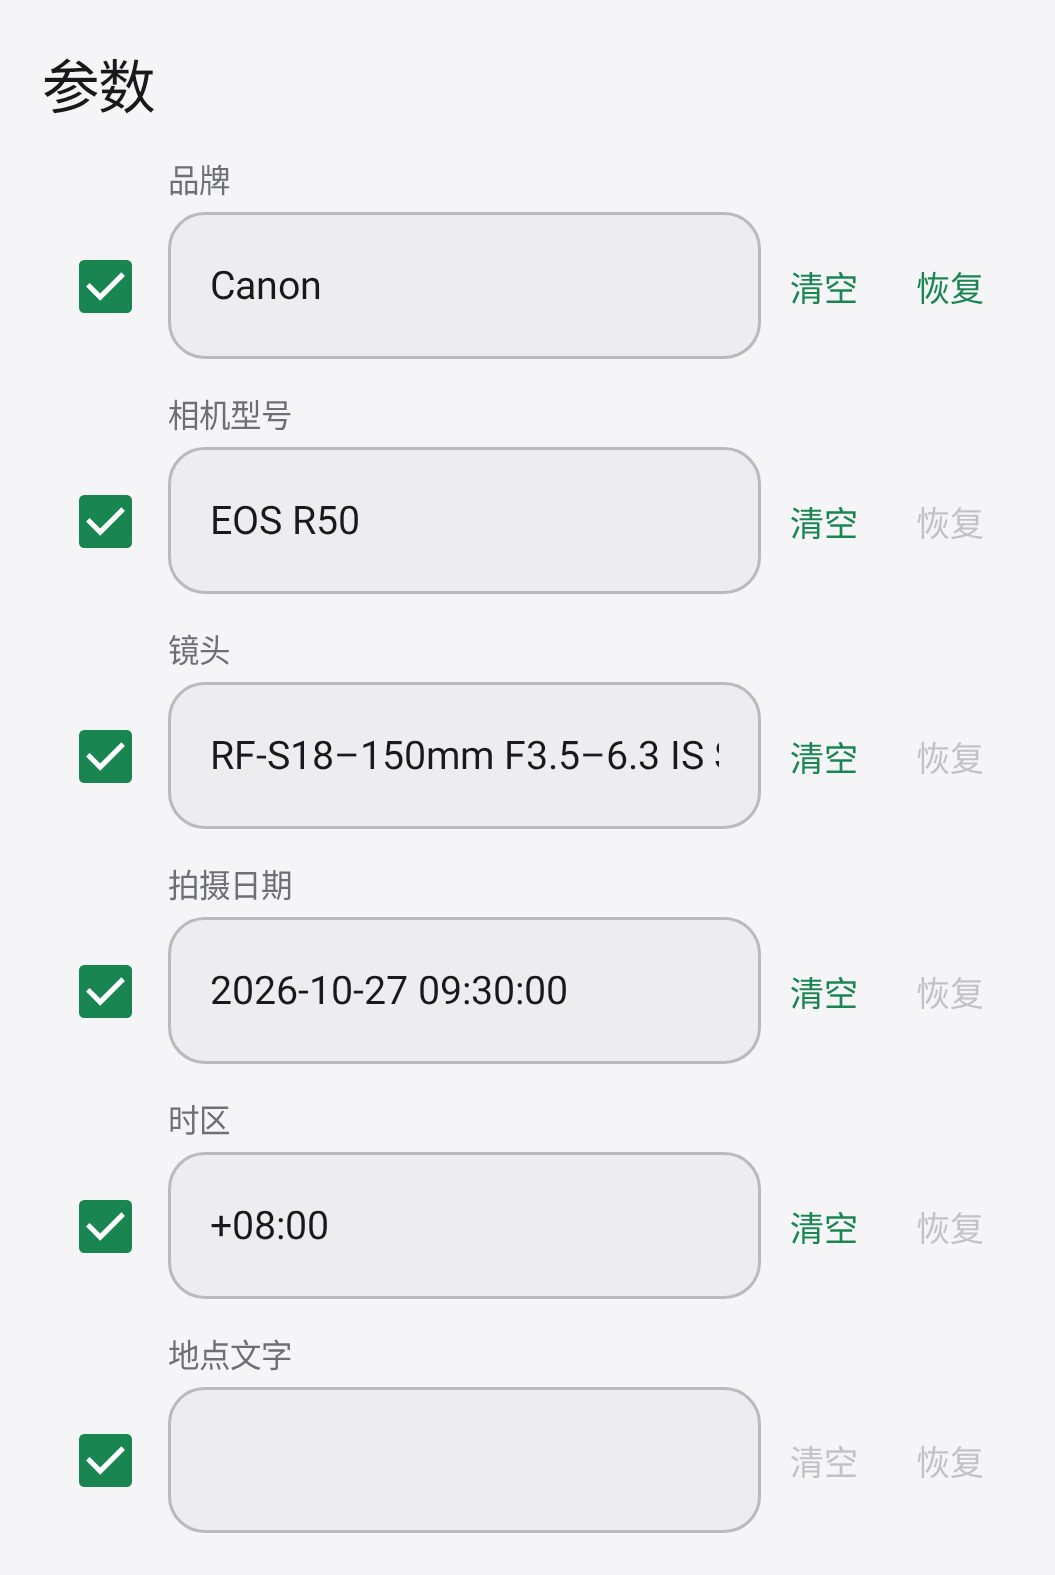 参数
品牌
Canon
清空 恢复
相机型号
EOS R50
清空 恢复
镜头
RF-S18–150mm F3.5–6.3 IS
清空 恢复
拍摄日期
2026-10-27 09:30:00
清空 恢复
时区
+08:00
清空 恢复
地点文字
清空 恢复